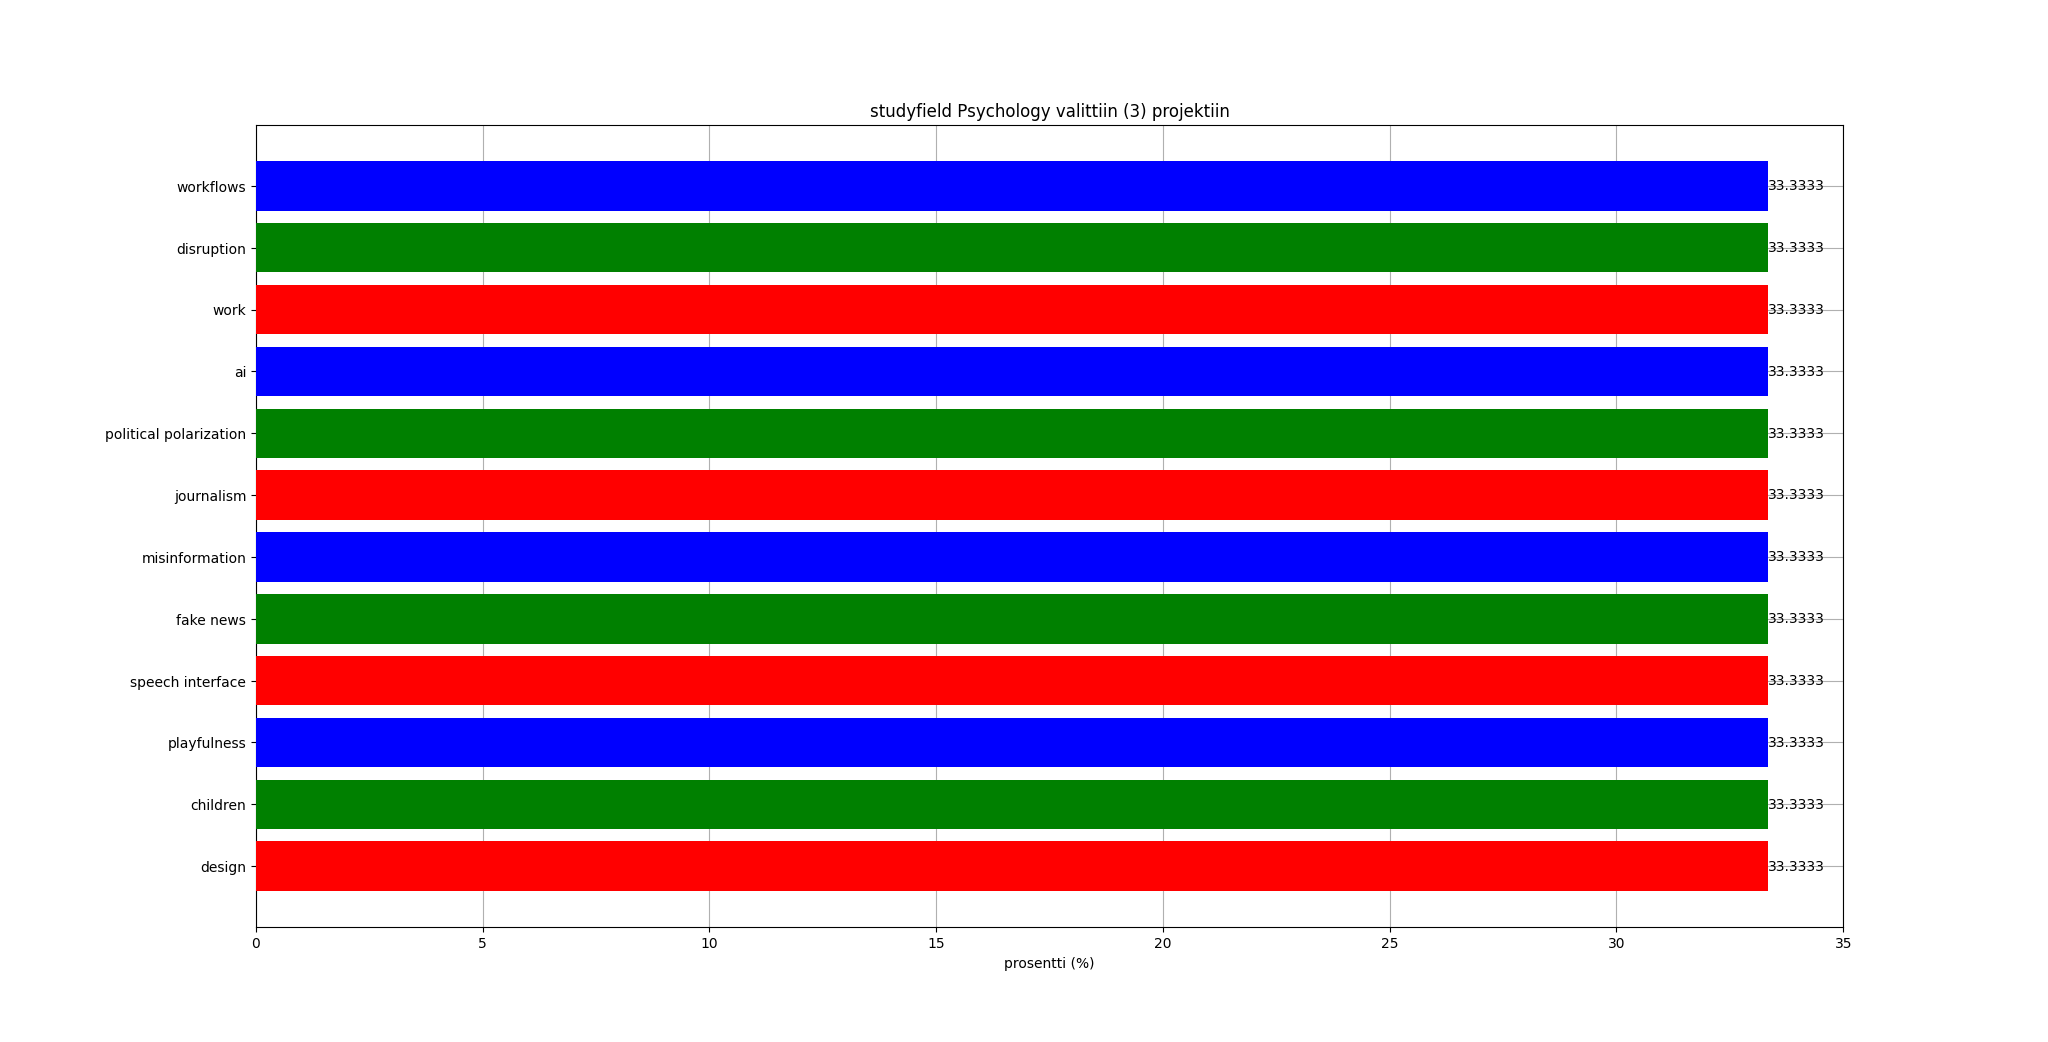 studyfield Psychology valittiin (3) projektiin
workflows 33.3333
disruption 33.3333
work 33.3333
ai 33.3333
political polarization 33.3333
journalism 33.3333
misinformation 33.3333
fake news 33.3333
speech interface 33.3333
playfulness 33.3333
children 33.3333
design 33.3333
0 5 10 15 20 25 30 35
prosentti (%)